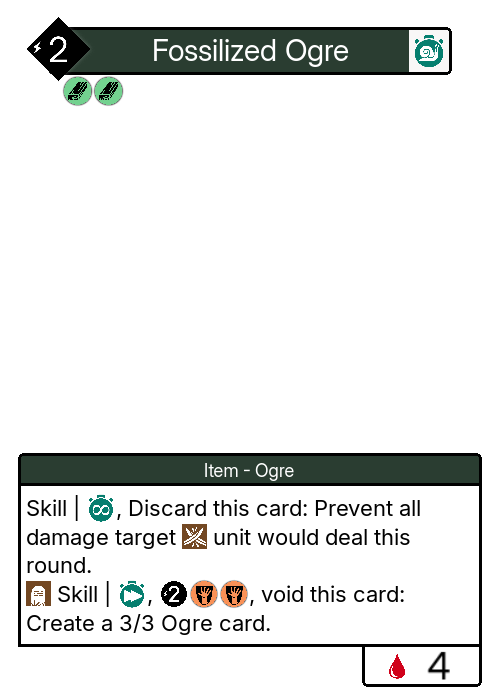 2 Fossilized Ogre
Item - Ogre
Skill | , Discard this card: Prevent all
damage target unit would deal this
round.
Skill | , 2 , void this card:
Create a 3/3 Ogre card.
4